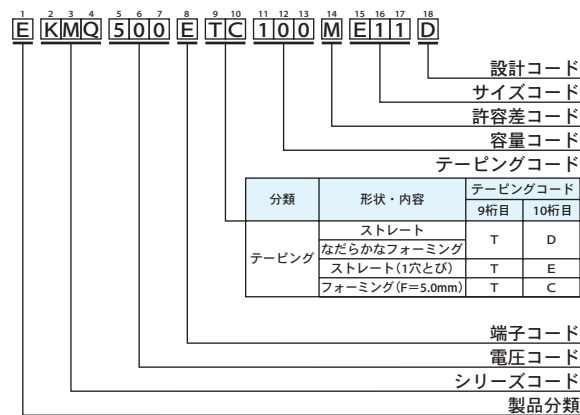 1 2 3 4 5 6 7 8 9 10 11 12 13 14 15 16 17 18
E KMQ 500 E TC 100 M E11 D
設計コード
サイズコード
許容差コード
容量コード
テーピングコード
分類 形状・内容 テーピングコード
9桁目 10桁目
テーピング ストレート T D
なだらかなフォーミング
ストレート(1穴とび) T E
フォーミング(F=5.0mm) T C
端子コード
電圧コード
シリーズコード
製品分類